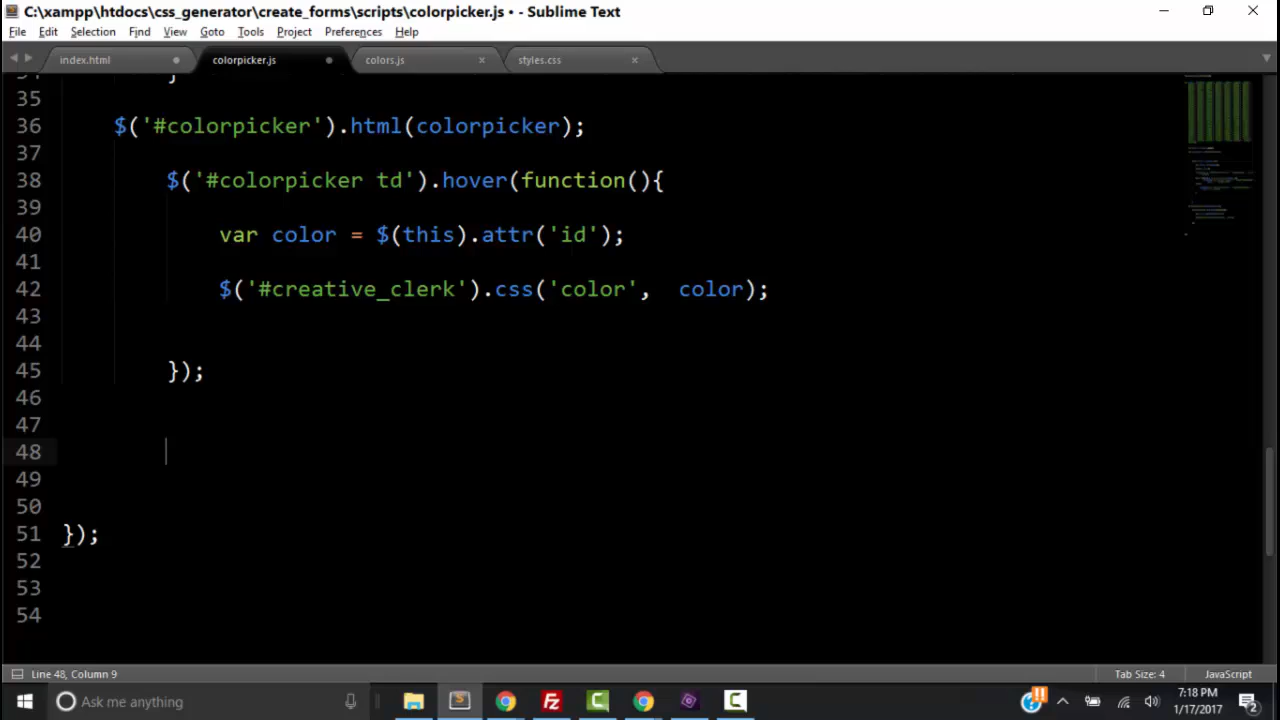 C:\xampp\htdocs\css_generator\create_forms\scripts\colorpicker.js • - Sublime Text
File Edit Selection Find View Goto Tools Project Preferences Help
index.html colorpicker.js colors.js styles.css
35
36 $('#colorpicker').html(colorpicker);
37
38 $('#colorpicker td').hover(function(){
39
40 var color = $(this).attr('id');
41
42 $('#creative_clerk').css('color',  color);
43
44
45 });
46
47
48
49
50
51 });
52
53
54
Line 48, Column 9 Tab Size: 4 JavaScript
Ask me anything
7:18 PM
1/17/2017
2